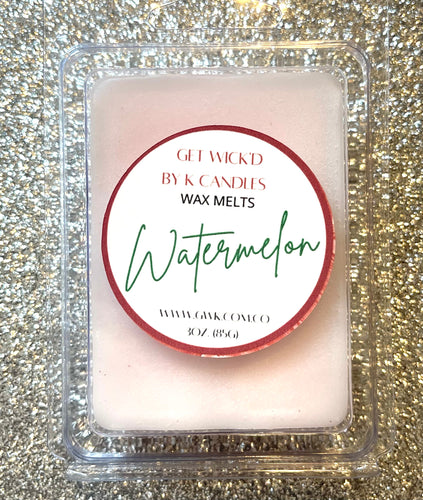 GET WICK'D
BY K CANDLES
WAX MELTS
Watermelon
WWW.GWK.COM.CO
3OZ. (85G)